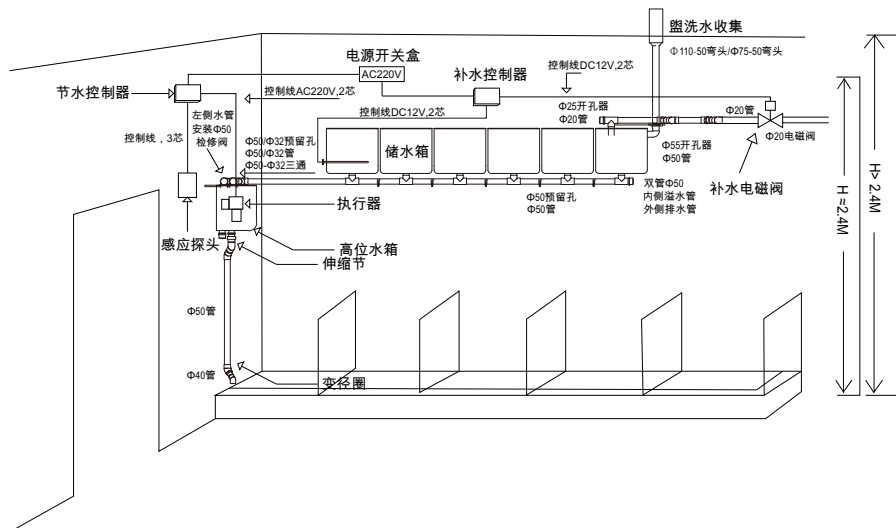 盥洗水收集
Φ110-50弯头/Φ75-50弯头
电源开关盒
AC220V
补水控制器
控制线DC12V,2芯
节水控制器
控制线AC220V,2芯
控制线DC12V,2芯
Φ25开孔器
Φ20管
Φ20管
Φ20电磁阀
左侧水管
安装Φ50
检修阀
控制线，3芯
Φ50/Φ32预留孔
Φ50/Φ32管
Φ50-Φ32三通
储水箱
Φ55开孔器
Φ50管
补水电磁阀
双管Φ50
内侧溢水管
外侧排水管
Φ50预留孔
Φ50管
执行器
感应探头
高位水箱
伸缩节
Φ50管
Φ40管
变径圈
H≈2.4M
H>2.4M